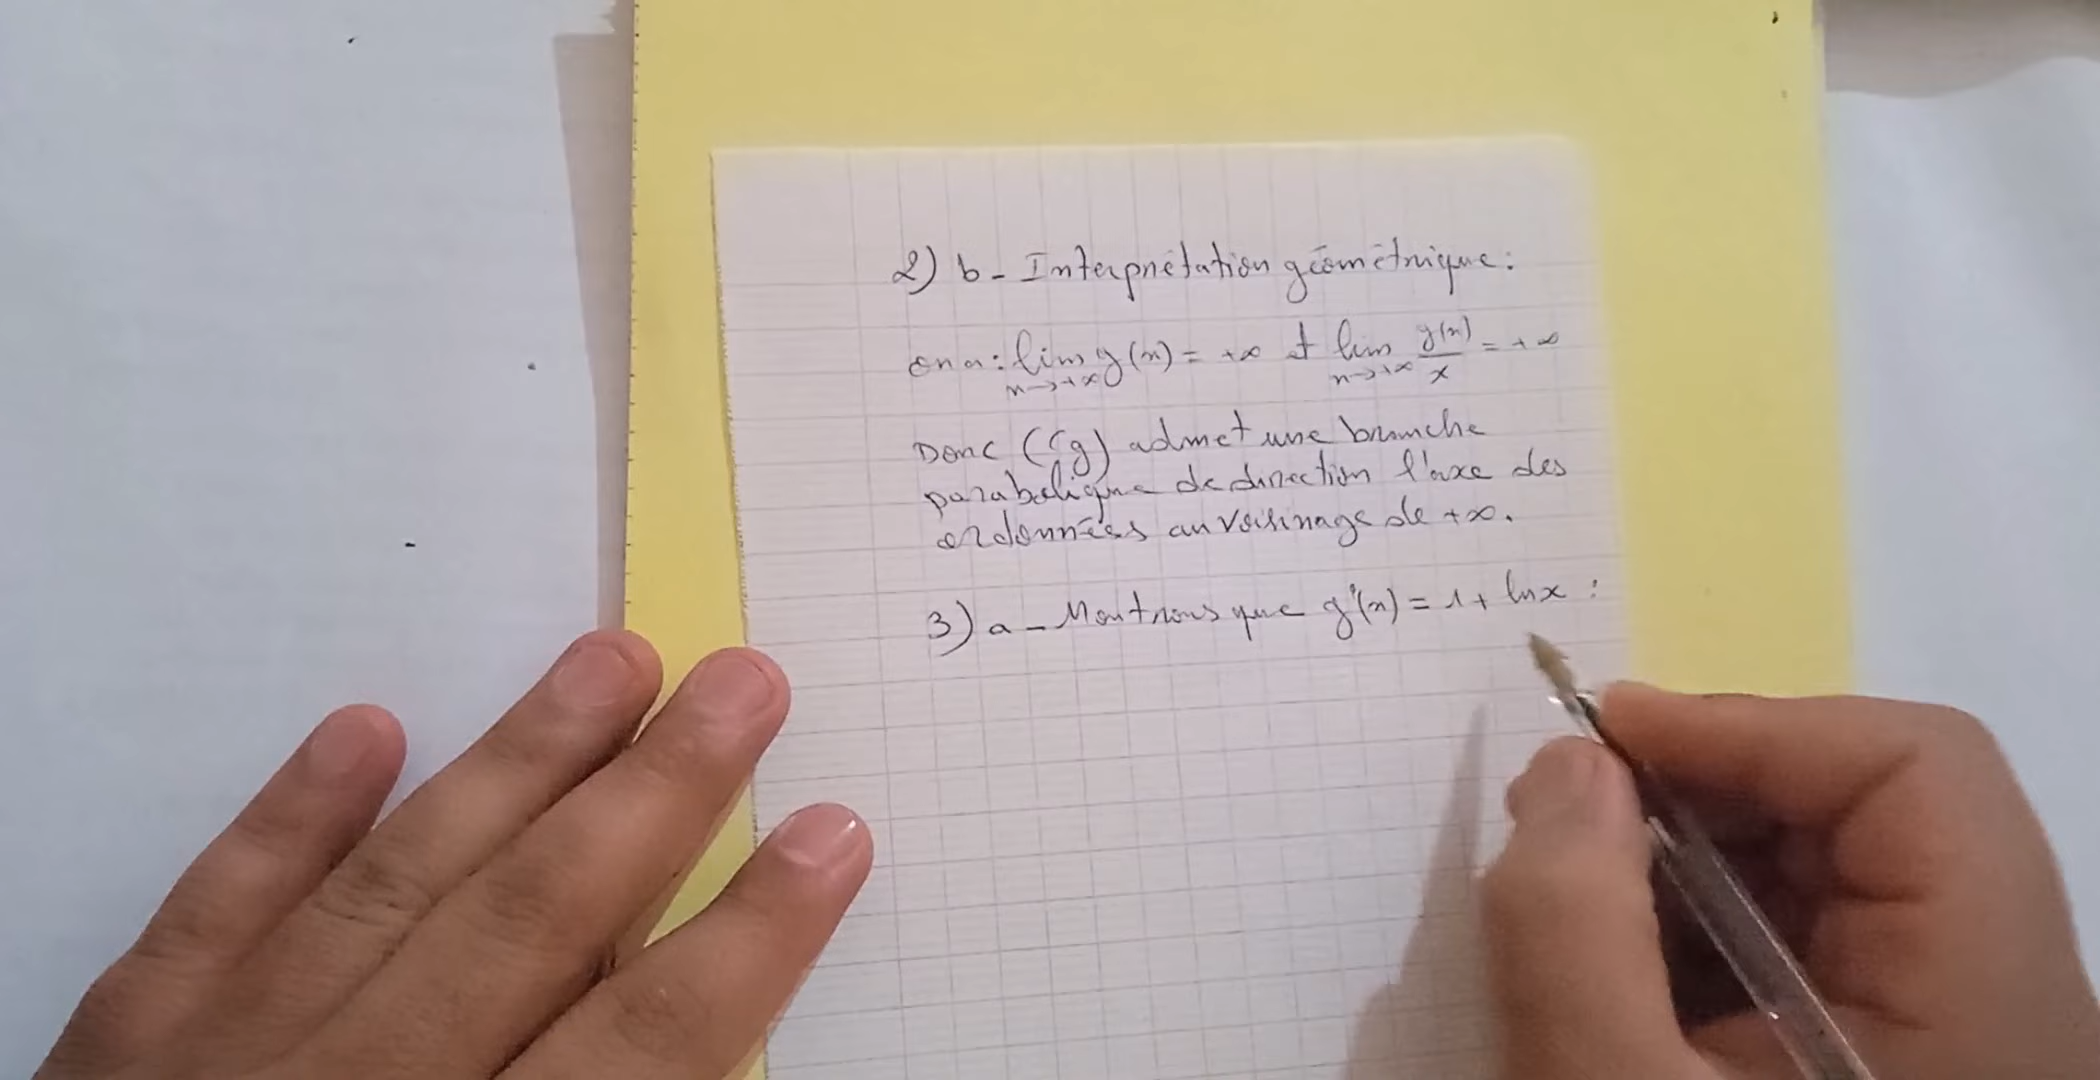 2) b - Interprétation géométrique:
on a: lim g(x) = +∞ et lim g(x)/x = +∞
x→+∞ x→+∞
Donc (Cg) admet une branche
parabolique de direction l'axe des
ordonnées au voisinage de +∞.
3) a - Montrons que g'(x) = 1 + lnx :